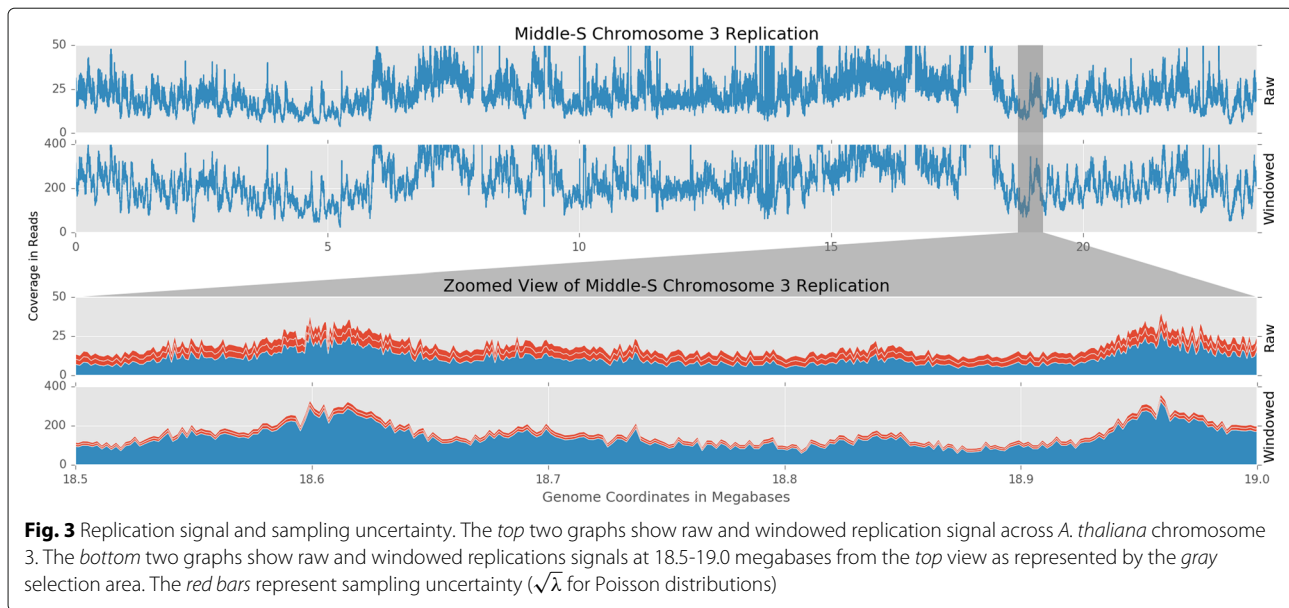 Middle-S Chromosome 3 Replication
50
25
0
Raw
400
200
0
Windowed
0
5
10
15
20
Coverage in Reads
Zoomed View of Middle-S Chromosome 3 Replication
50
25
0
Raw
400
200
0
Windowed
18.5
18.6
18.7
18.8
18.9
19.0
Genome Coordinates in Megabases
Fig. 3 Replication signal and sampling uncertainty. The top two graphs show raw and windowed replication signal across A. thaliana chromosome
3. The bottom two graphs show raw and windowed replications signals at 18.5-19.0 megabases from the top view as represented by the gray
selection area. The red bars represent sampling uncertainty (√λ for Poisson distributions)